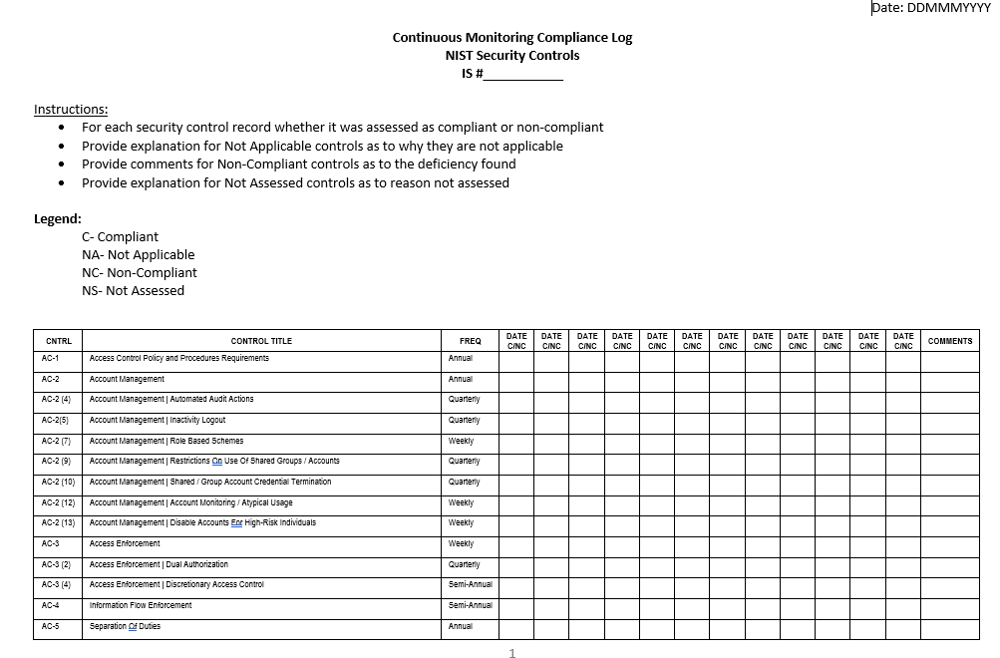 Date: DDMMMYYYY
Continuous Monitoring Compliance Log
NIST Security Controls
IS #___________
Instructions:
• For each security control record whether it was assessed as compliant or non-compliant
• Provide explanation for Not Applicable controls as to why they are not applicable
• Provide comments for Non-Compliant controls as to the deficiency found
• Provide explanation for Not Assessed controls as to reason not assessed
Legend:
C- Compliant
NA- Not Applicable
NC- Non-Compliant
NS- Not Assessed
CNTRL CONTROL TITLE FREQ DATE C/NC DATE C/NC DATE C/NC DATE C/NC DATE C/NC DATE C/NC DATE C/NC DATE C/NC DATE C/NC DATE C/NC DATE C/NC DATE C/NC COMMENTS
AC-1 Access Control Policy and Procedures Requirements Annual
AC-2 Account Management Annual
AC-2 (4) Account Management | Automated Audit Actions Quarterly
AC-2(5) Account Management | Inactivity Logout Quarterly
AC-2 (7) Account Management | Role Based Schemes Weekly
AC-2 (9) Account Management | Restrictions On Use Of Shared Groups / Accounts Quarterly
AC-2 (10) Account Management | Shared / Group Account Credential Termination Quarterly
AC-2 (12) Account Management | Account Monitoring / Atypical Usage Weekly
AC-2 (13) Account Management | Disable Accounts For High-Risk Individuals Weekly
AC-3 Access Enforcement Weekly
AC-3 (2) Access Enforcement | Dual Authorization Quarterly
AC-3 (4) Access Enforcement | Discretionary Access Control Semi-Annual
AC-4 Information Flow Enforcement Semi-Annual
AC-5 Separation Of Duties Annual
1